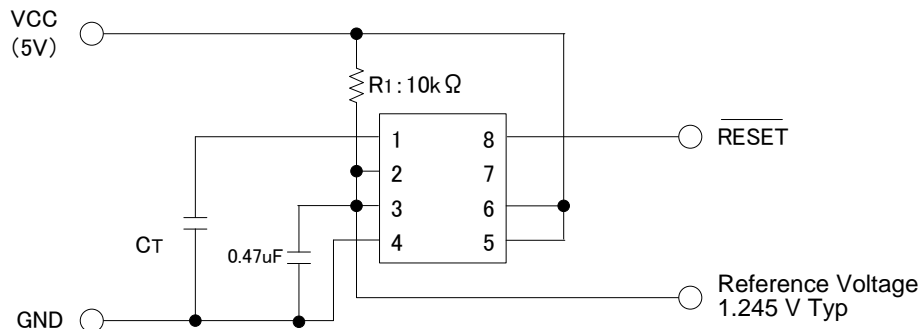 VCC
(5V)
R1:10kΩ
1
8
RESET
2
7
3
6
4
5
CT
0.47uF
Reference Voltage
1.245 V Typ
GND